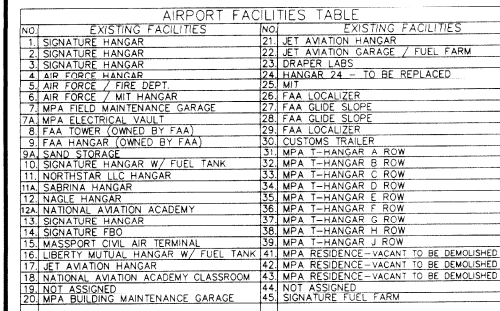 AIRPORT FACILITIES TABLE
NO. EXISTING FACILITIES
1. SIGNATURE HANGAR
2. SIGNATURE HANGAR
3. SIGNATURE HANGAR
4. AIR FORCE HANGAR
5. AIR FORCE / FIRE DEPT.
6. AIR FORCE / MIT HANGAR
7. MPA FIELD MAINTENANCE GARAGE
7A. MPA ELECTRICAL VAULT
8. FAA TOWER (OWNED BY FAA)
9. FAA HANGAR (OWNED BY FAA)
9A. SAND STORAGE
10. SIGNATURE HANGAR W/ FUEL TANK
11. NORTHSTAR LLC HANGAR
11A. SABRINA HANGAR
12. NAGLE HANGAR
12A. NATIONAL AVIATION ACADEMY
13. SIGNATURE HANGAR
14. SIGNATURE FBO
15. MASSPORT CIVIL AIR TERMINAL
16. LIBERTY MUTUAL HANGAR W/ FUEL TANK
17. JET AVIATION HANGAR
18. NATIONAL AVIATION ACADEMY CLASSROOM
19. NOT ASSIGNED
20. MPA BUILDING MAINTENANCE GARAGE
NO. EXISTING FACILITIES
21. JET AVIATION HANGAR
22. JET AVIATION GARAGE / FUEL FARM
23. DRAPER LABS
24. HANGAR 24 - TO BE REPLACED
25. MIT
26. FAA LOCALIZER
27. FAA GLIDE SLOPE
28. FAA GLIDE SLOPE
29. FAA LOCALIZER
30. CUSTOMS TRAILER
31. MPA T-HANGAR A ROW
32. MPA T-HANGAR B ROW
33. MPA T-HANGAR C ROW
34. MPA T-HANGAR D ROW
35. MPA T-HANGAR E ROW
36. MPA T-HANGAR F ROW
37. MPA T-HANGAR G ROW
38. MPA T-HANGAR H ROW
39. MPA T-HANGAR J ROW
41. MPA RESIDENCE-VACANT TO BE DEMOLISHED
42. MPA RESIDENCE-VACANT TO BE DEMOLISHED
43. MPA RESIDENCE-VACANT TO BE DEMOLISHED
44. NOT ASSIGNED
45. SIGNATURE FUEL FARM